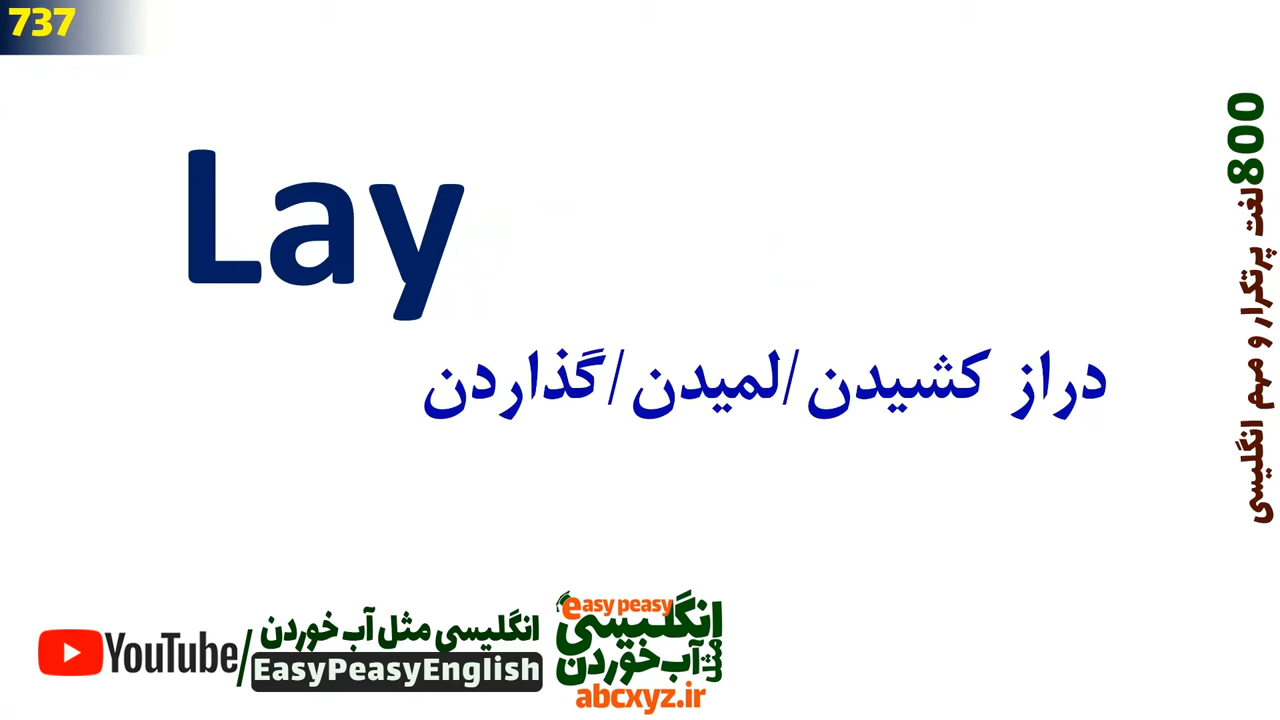 737
Lay
دراز کشیدن/لمیدن/گذاردن
800 لغت پرتکرار و مهم انگلیسی
YouTube/
انگلیسی مثل آب خوردن
EasyPeasyEnglish
easy peasy
انگلیسی
مثل آب خوردن
abcxyz.ir